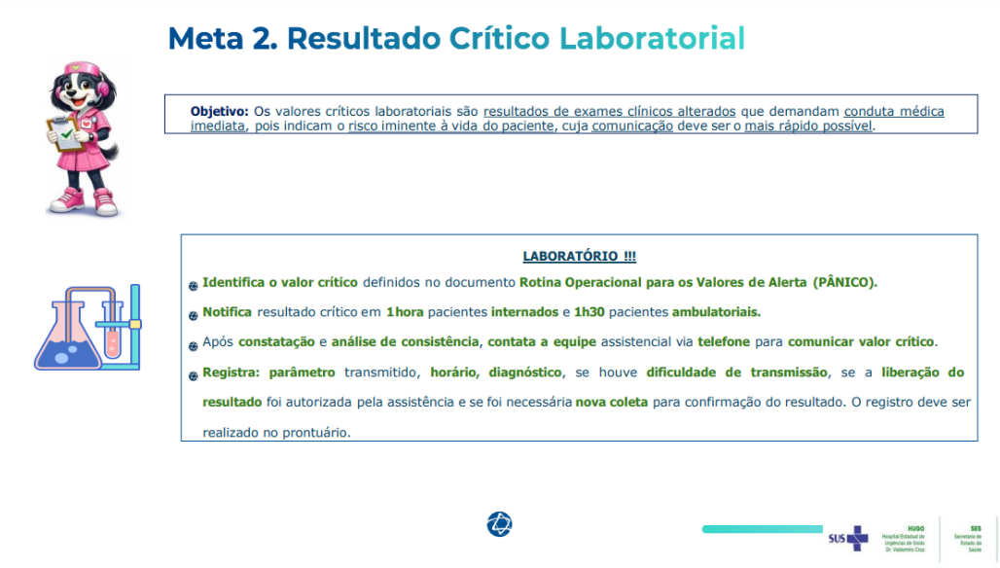 Meta 2. Resultado Crítico Laboratorial
Objetivo: Os valores críticos laboratoriais são resultados de exames clínicos alterados que demandam conduta médica
imediata, pois indicam o risco iminente à vida do paciente, cuja comunicação deve ser o mais rápido possível.
LABORATÓRIO !!!
Identifica o valor crítico definidos no documento Rotina Operacional para os Valores de Alerta (PÂNICO).
Notifica resultado crítico em 1hora pacientes internados e 1h30 pacientes ambulatoriais.
Após constatação e análise de consistência, contata a equipe assistencial via telefone para comunicar valor crítico.
Registra: parâmetro transmitido, horário, diagnóstico, se houve dificuldade de transmissão, se a liberação do
resultado foi autorizada pela assistência e se foi necessária nova coleta para confirmação do resultado. O registro deve ser
realizado no prontuário.
SUS
HUGO
Hospital Estadual de
Urgências de Goiás
Dr. Valdemiro Cruz
SES
Secretaria de
Estado da
Saúde